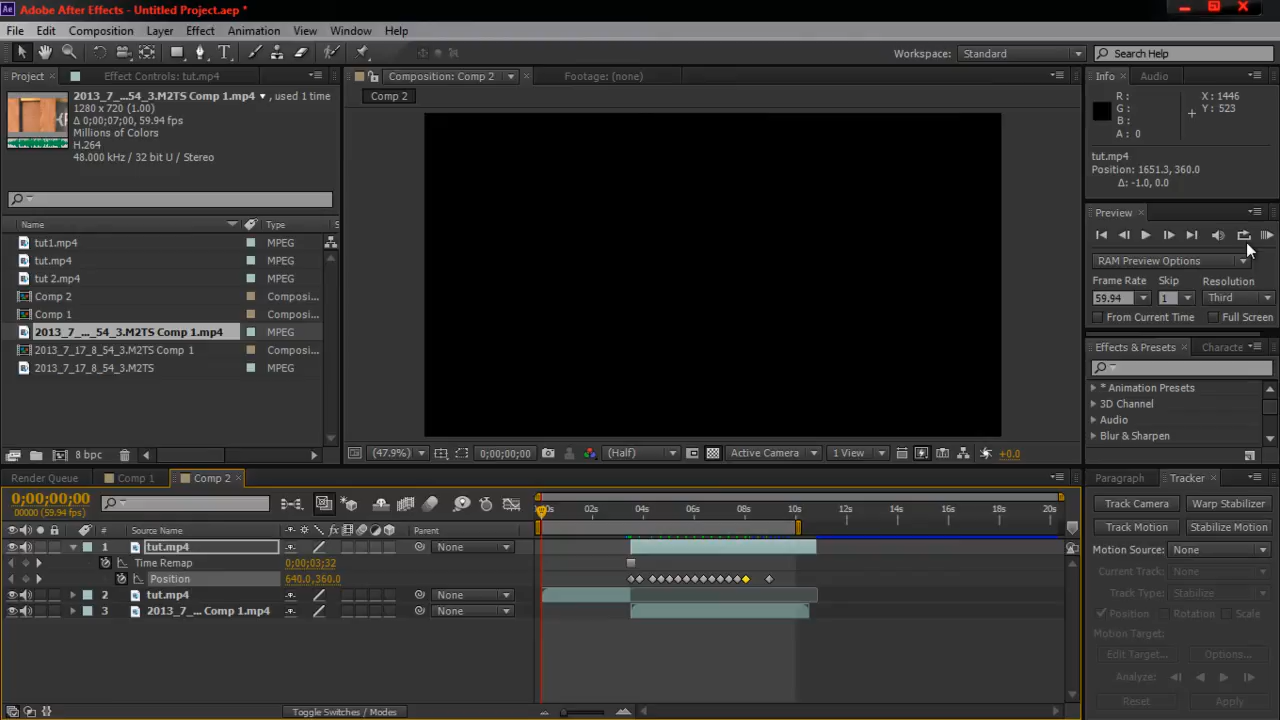 Adobe After Effects - Untitled Project.aep *
File Edit Composition Layer Effect Animation View Window Help
Workspace: Standard Search Help
Project Effect Controls: tut.mp4 Composition: Comp 2 Footage: (none) Info Audio
Comp 2
2013_7_...54_3.M2TS Comp 1.mp4 , used 1 time
1280 x 720 (1.00)
Δ 0;00;07;00, 59.94 fps
Millions of Colors
H.264
48.000 kHz / 32 bit U / Stereo
R :
G :
B :
A : 0
X : 1446
Y : 523
tut.mp4
Position: 1651.3, 360.0
Δ: -1.0, 0.0
Preview
RAM Preview Options
Frame Rate Skip Resolution
59.94 1 Third
From Current Time Full Screen
Effects & Presets Characte
* Animation Presets
3D Channel
Audio
Blur & Sharpen
Name Type S
tut1.mp4 MPEG
tut.mp4 MPEG
tut 2.mp4 MPEG
Comp 2 Composi...
Comp 1 Composi...
2013_7_..._54_3.M2TS Comp 1.mp4 MPEG
2013_7_17_8_54_3.M2TS Comp 1 Composi...
2013_7_17_8_54_3.M2TS MPEG
8 bpc
(47.9%) 0;00;00;00 (Half) Active Camera 1 View +0.0
Render Queue Comp 1 Comp 2
0;00;00;00
00000 (59.94 fps)
02s 04s 06s 08s 10s 12s 14s 16s 18s 20s
# Source Name Parent
1 tut.mp4 None
Time Remap 0;00;03;32
Position 640.0,360.0
2 tut.mp4 None
3 2013_7_... Comp 1.mp4 None
Toggle Switches / Modes
Paragraph Tracker
Track Camera Warp Stabilizer
Track Motion Stabilize Motion
Motion Source: None
Current Track: None
Track Type: Stabilize
Position Rotation Scale
Motion Target:
Edit Target... Options...
Analyze:
Reset Apply